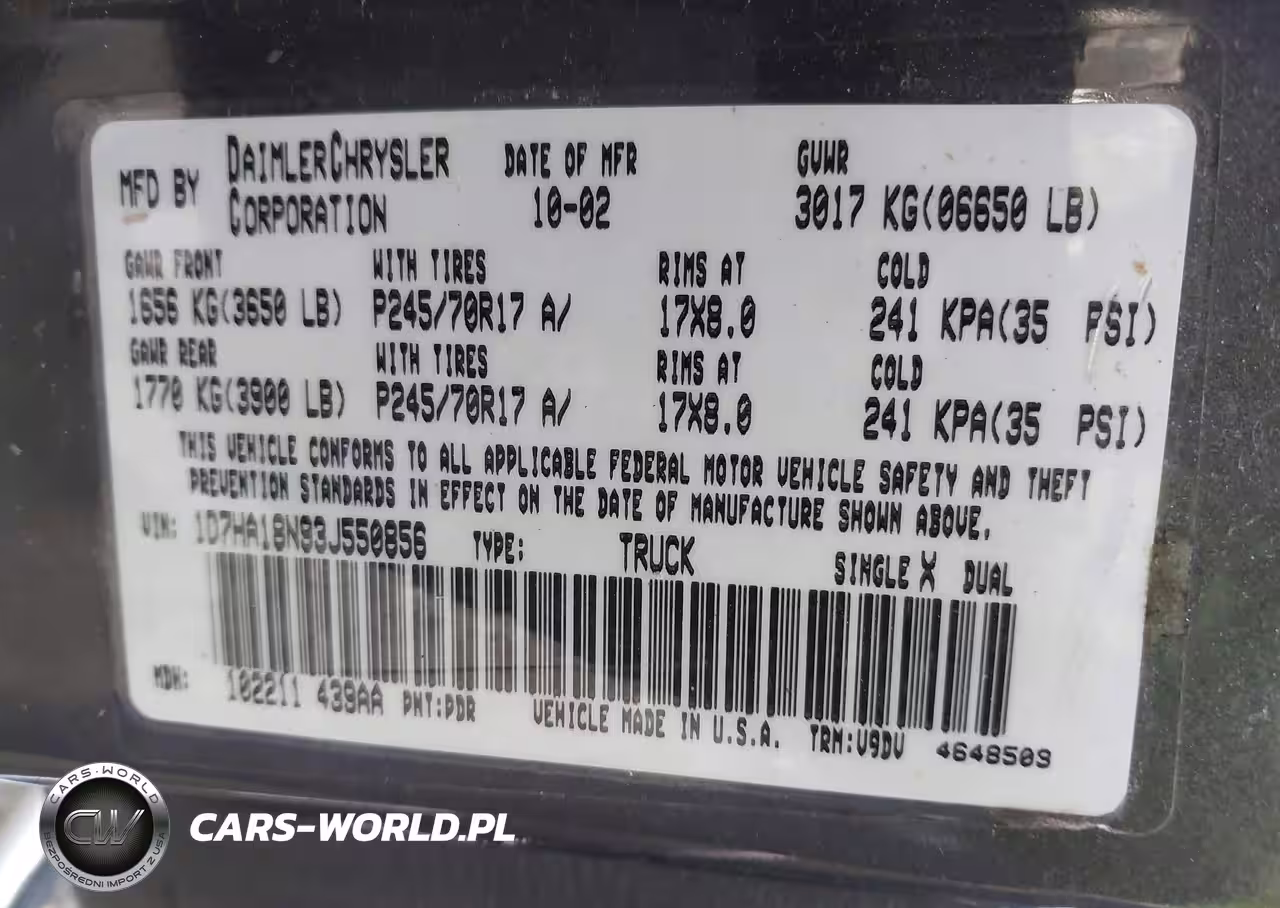 MFD BY DAIMLERCHRYSLER CORPORATION DATE OF MFR 10-02 GVWR 3017 KG(06650 LB)
GAWR FRONT WITH TIRES RIMS AT COLD
1656 KG(3650 LB) P245/70R17 A/ 17X8.0 241 KPA(35 PSI)
GAWR REAR WITH TIRES RIMS AT COLD
1770 KG(3900 LB) P245/70R17 A/ 17X8.0 241 KPA(35 PSI)
THIS VEHICLE CONFORMS TO ALL APPLICABLE FEDERAL MOTOR VEHICLE SAFETY AND THEFT
PREVENTION STANDARDS IN EFFECT ON THE DATE OF MANUFACTURE SHOWN ABOVE.
VIN: 1D7HA18N93J550856 TYPE: TRUCK SINGLE X DUAL
MDH: 102211 439AA PNT:PDR VEHICLE MADE IN U.S.A. TRM:V9DV 4648509
CARS-WORLD
CW
BEZPOŚREDNI IMPORT Z USA
CARS-WORLD.PL